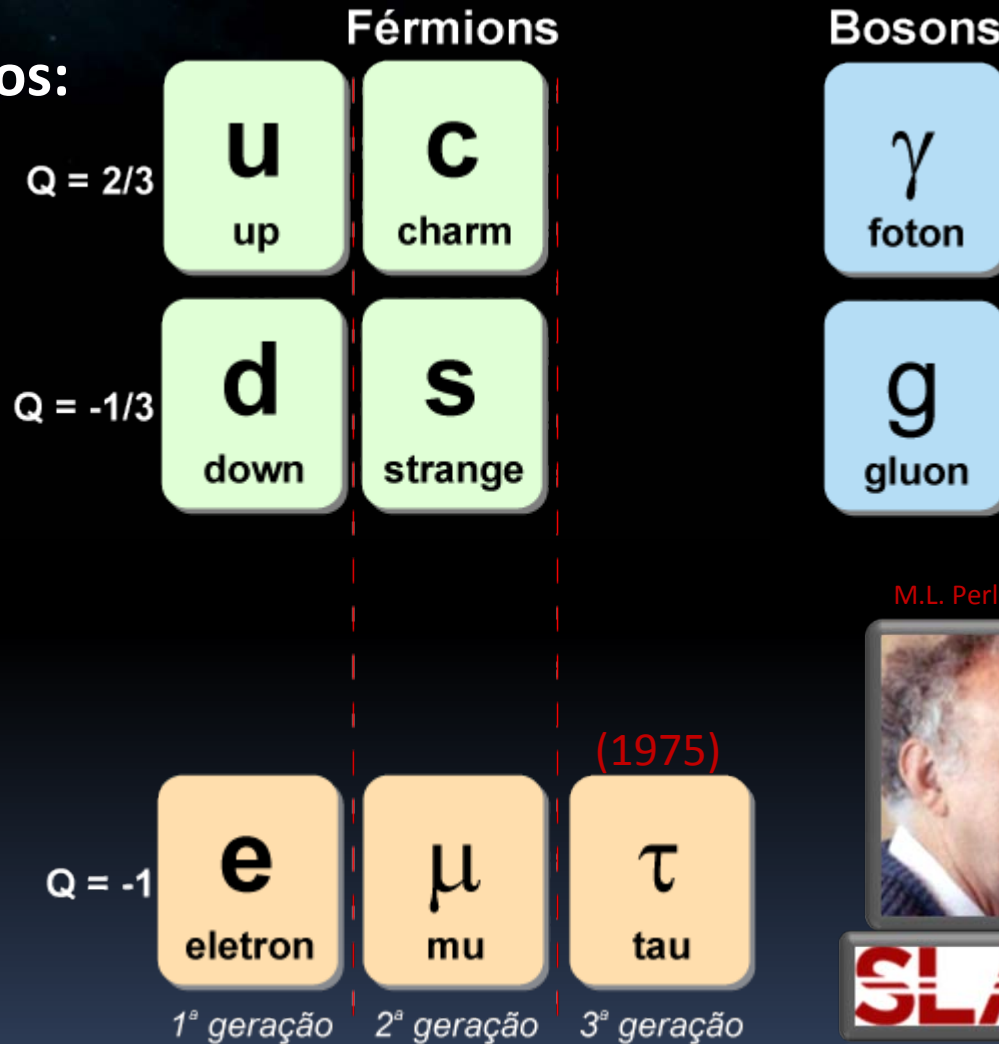 Férmions
Bosons
os:
Q = 2/3
u
up
c
charm
γ
foton
Q = -1/3
d
down
s
strange
g
gluon
M.L. Perl
(1975)
Q = -1
e
eletron
μ
mu
τ
tau
1ª geração
2ª geração
3ª geração